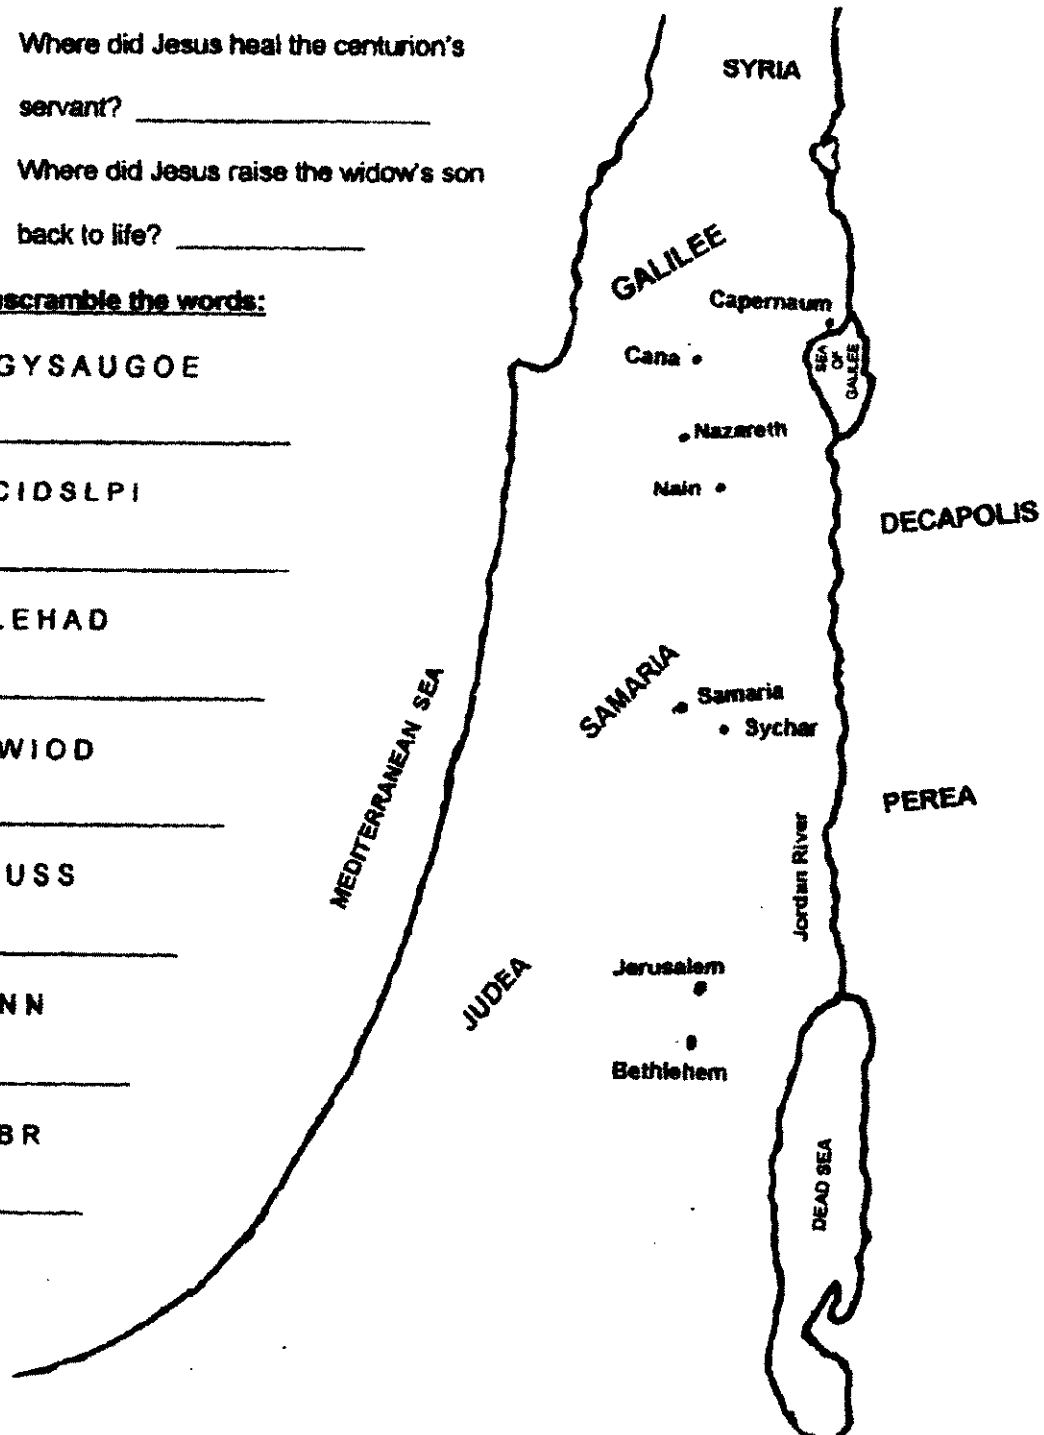 Where did Jesus heal the centurion's
servant?
Where did Jesus raise the widow's son
back to life?
scramble the words:
GYSAUGOE
CIDSLPI
EHAD
WIOD
USS
NN
BR
SYRIA
GALILEE
Capernaum
Cana
SEA
OF
GALILEE
Nazareth
Nain
DECAPOLIS
SAMARIA
Samaria
Sychar
MEDITERRANEAN SEA
PEREA
Jordan River
JUDEA
Jerusalem
Bethlehem
DEAD SEA